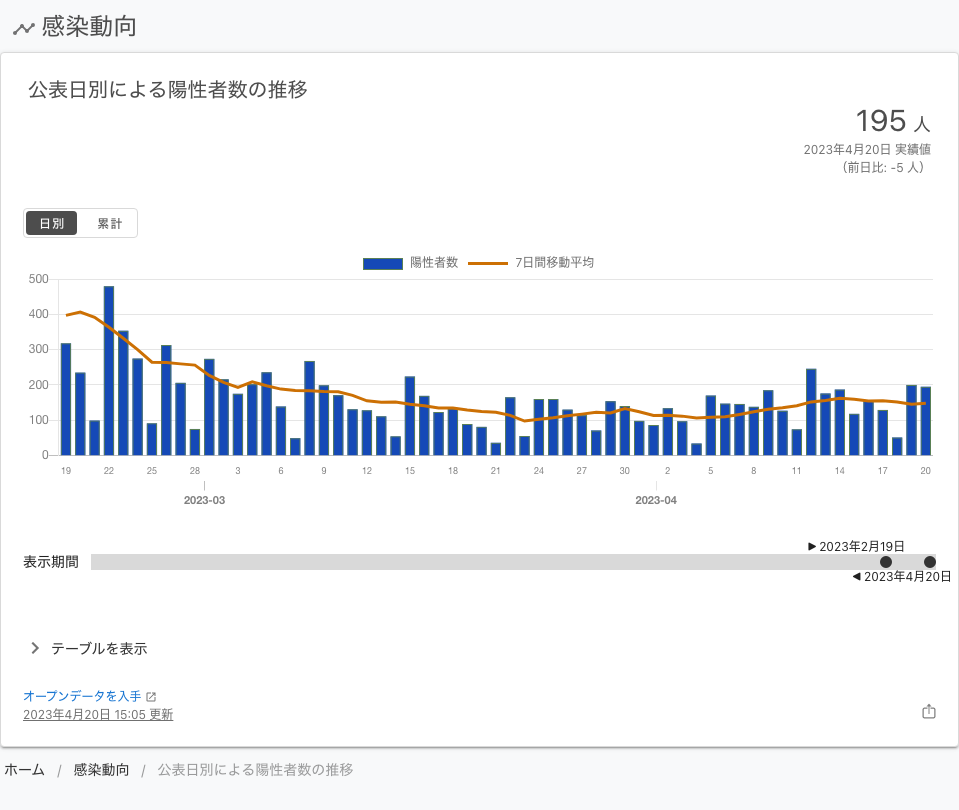 感染動向
公表日別による陽性者数の推移
195 人
2023年4月20日 実績値
（前日比: -5 人）
日別 累計
陽性者数 7日間移動平均
500
400
300
200
100
0
19 22 25 28 3 6 9 12 15 18 21 24 27 30 2 5 8 11 14 17 20
2023-03 2023-04
2023年2月19日
表示期間
2023年4月20日
テーブルを表示
オープンデータを入手
2023年4月20日 15:05 更新
ホーム / 感染動向 / 公表日別による陽性者数の推移